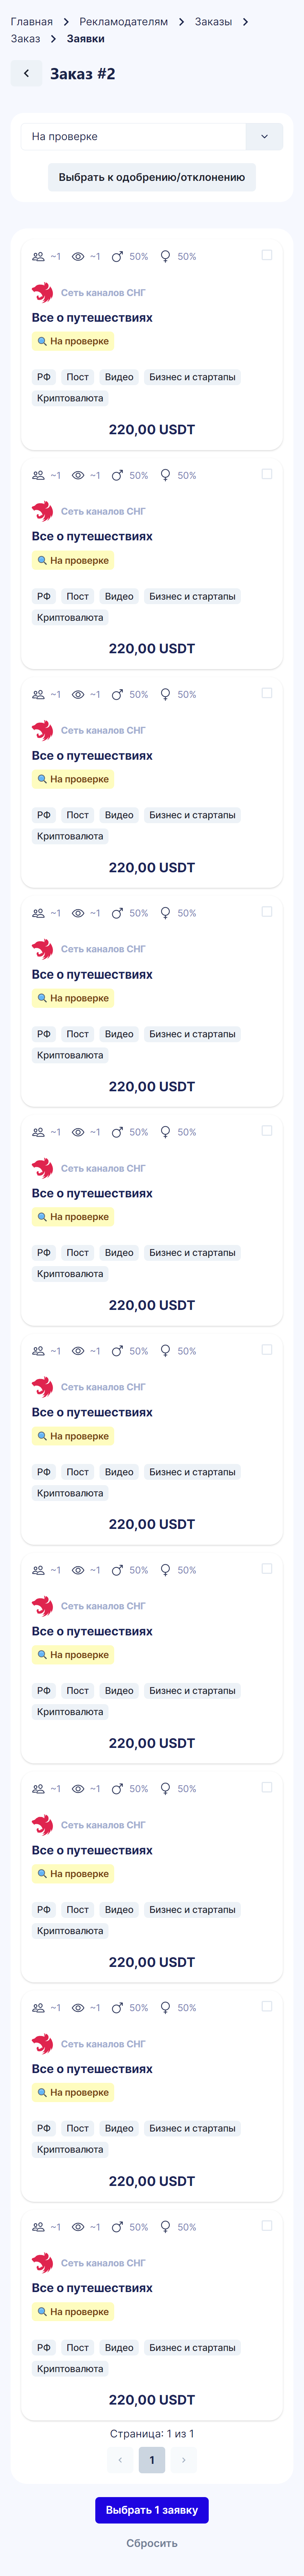 Главная > Рекламодателям > Заказы >
Заказ > Заявки
Заказ #2
На проверке
Выбрать к одобрению/отклонению
~1 ~1 50% 50%
Сеть каналов СНГ
Все о путешествиях
На проверке
РФ Пост Видео Бизнес и стартапы
Криптовалюта
220,00 USDT
~1 ~1 50% 50%
Сеть каналов СНГ
Все о путешествиях
На проверке
РФ Пост Видео Бизнес и стартапы
Криптовалюта
220,00 USDT
~1 ~1 50% 50%
Сеть каналов СНГ
Все о путешествиях
На проверке
РФ Пост Видео Бизнес и стартапы
Криптовалюта
220,00 USDT
~1 ~1 50% 50%
Сеть каналов СНГ
Все о путешествиях
На проверке
РФ Пост Видео Бизнес и стартапы
Криптовалюта
220,00 USDT
~1 ~1 50% 50%
Сеть каналов СНГ
Все о путешествиях
На проверке
РФ Пост Видео Бизнес и стартапы
Криптовалюта
220,00 USDT
~1 ~1 50% 50%
Сеть каналов СНГ
Все о путешествиях
На проверке
РФ Пост Видео Бизнес и стартапы
Криптовалюта
220,00 USDT
~1 ~1 50% 50%
Сеть каналов СНГ
Все о путешествиях
На проверке
РФ Пост Видео Бизнес и стартапы
Криптовалюта
220,00 USDT
~1 ~1 50% 50%
Сеть каналов СНГ
Все о путешествиях
На проверке
РФ Пост Видео Бизнес и стартапы
Криптовалюта
220,00 USDT
~1 ~1 50% 50%
Сеть каналов СНГ
Все о путешествиях
На проверке
РФ Пост Видео Бизнес и стартапы
Криптовалюта
220,00 USDT
~1 ~1 50% 50%
Сеть каналов СНГ
Все о путешествиях
На проверке
РФ Пост Видео Бизнес и стартапы
Криптовалюта
220,00 USDT
Страница: 1 из 1
1
Выбрать 1 заявку
Сбросить